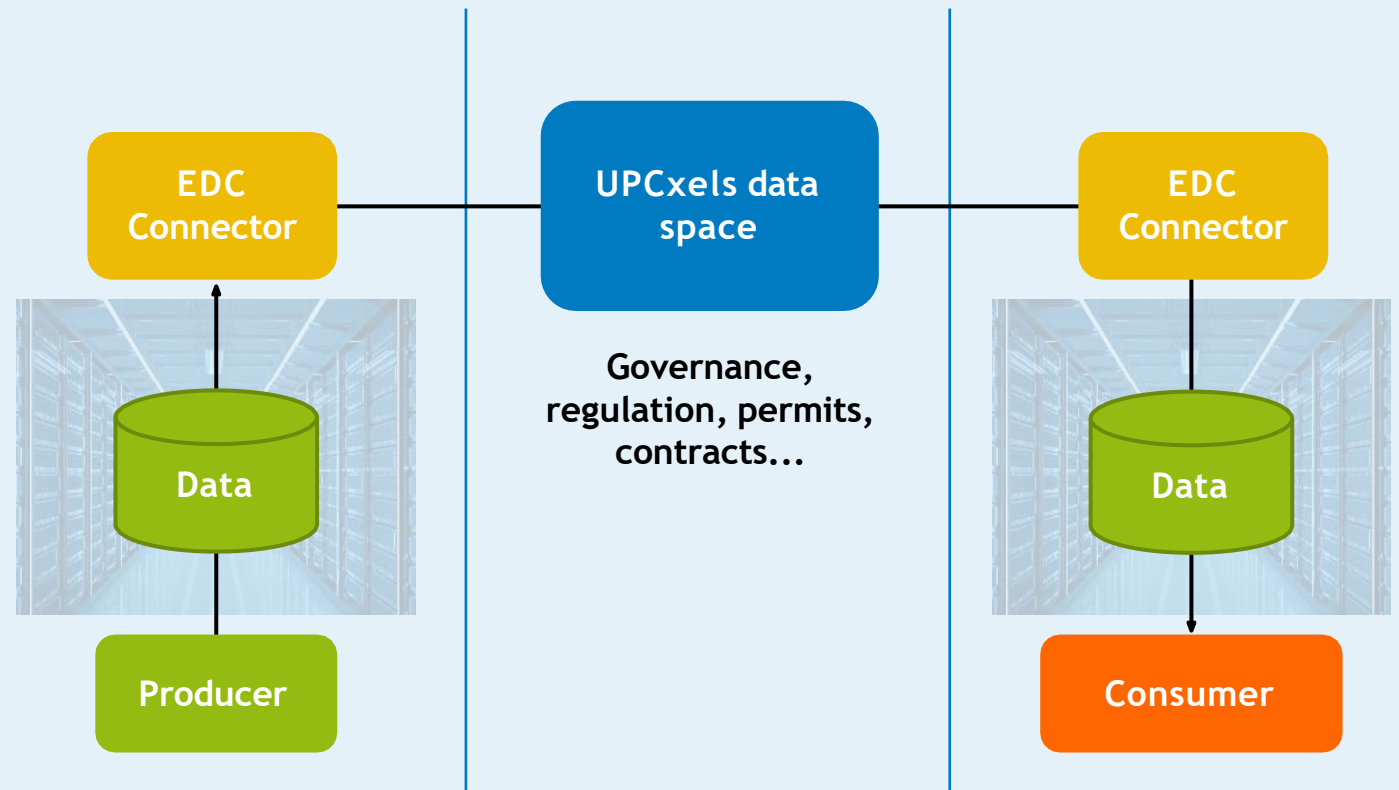 EDC
Connector
UPCxels data
space
EDC
Connector
Governance,
regulation, permits,
contracts...
Data
Data
Producer
Consumer